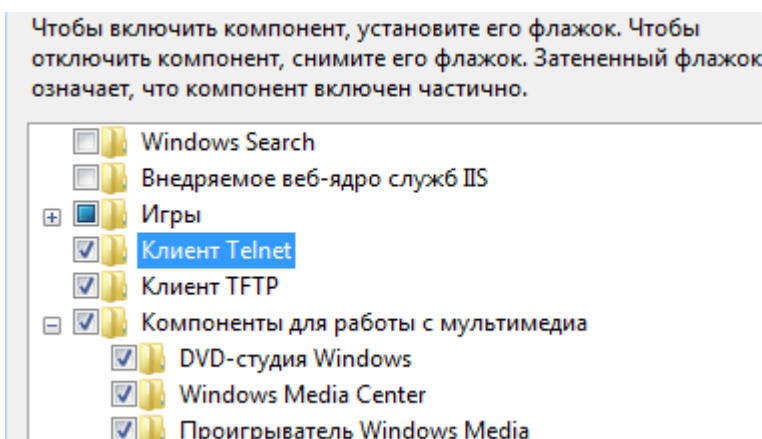 Чтобы включить компонент, установите его флажок. Чтобы
отключить компонент, снимите его флажок. Затененный флажок
означает, что компонент включен частично.
Windows Search
Внедряемое веб-ядро служб IIS
Игры
Клиент Telnet
Клиент TFTP
Компоненты для работы с мультимедиа
DVD-студия Windows
Windows Media Center
Проигрыватель Windows Media